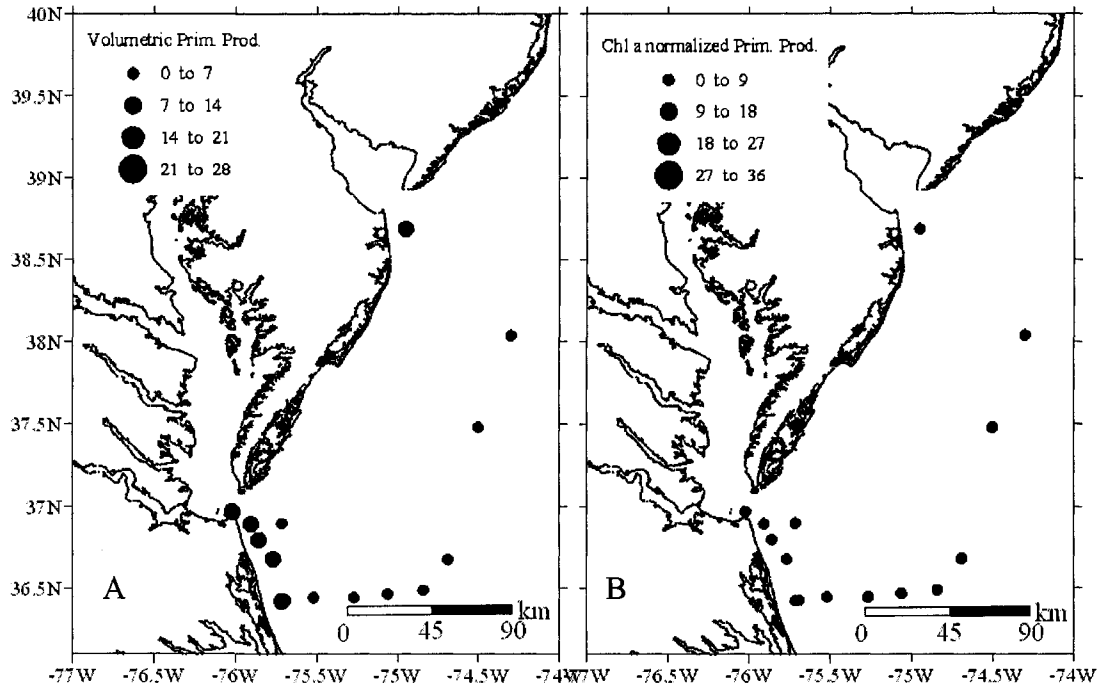 40N
39.5N
39N
38.5N
38N
37.5N
37N
36.5N
Volumetric Prim. Prod.
0 to 7
7 to 14
14 to 21
21 to 28
A
km
0 45 90
-77W -76.5W -76W -75.5W -75W -74.5W
Chl a normalized Prim. Prod.
0 to 9
9 to 18
18 to 27
27 to 36
B
km
0 45 90
-76.5W -76W -75.5W -75W -74.5W -74W